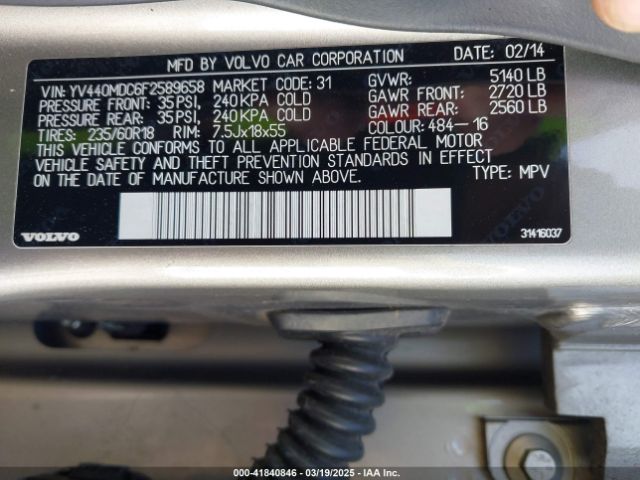 MFD BY VOLVO CAR CORPORATION DATE: 02/14
VIN: YV440MDC6F2589658 MARKET CODE: 31 GVWR: 5140 LB
PRESSURE FRONT: 35PSI, 240KPA COLD GAWR FRONT: 2720 LB
PRESSURE REAR: 35PSI, 240KPA COLD GAWR REAR: 2560 LB
TIRES: 235/60R18 RIM: 7.5Jx18x55 COLOUR: 484-16
THIS VEHICLE CONFORMS TO ALL APPLICABLE FEDERAL MOTOR
VEHICLE SAFETY AND THEFT PREVENTION STANDARDS IN EFFECT
ON THE DATE OF MANUFACTURE SHOWN ABOVE. TYPE: MPV
VOLVO 31416037
000-41840846 — 03/19/2025 — IAA Inc.